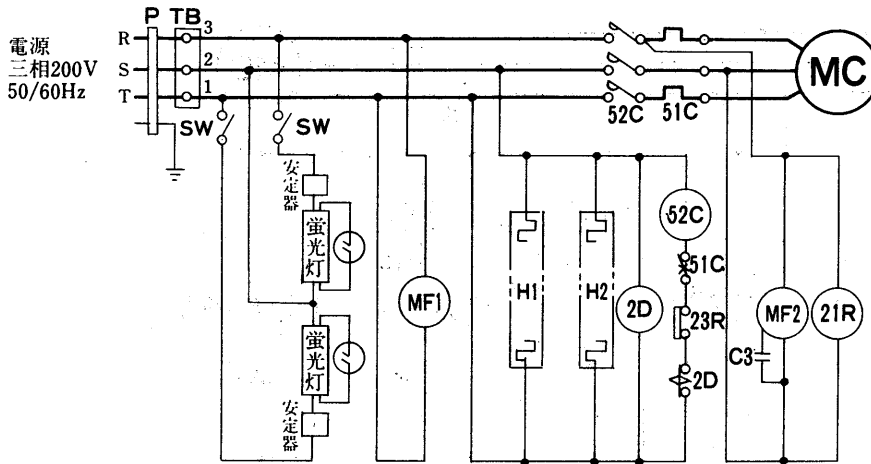 P TB
電源
三相200V
50/60Hz
R
S
T
3
2
1
SW
SW
52C
51C
MC
安定器
蛍光灯
蛍光灯
安定器
MF1
H1
H2
2D
52C
51C
23R
2D
MF2
C3
21R